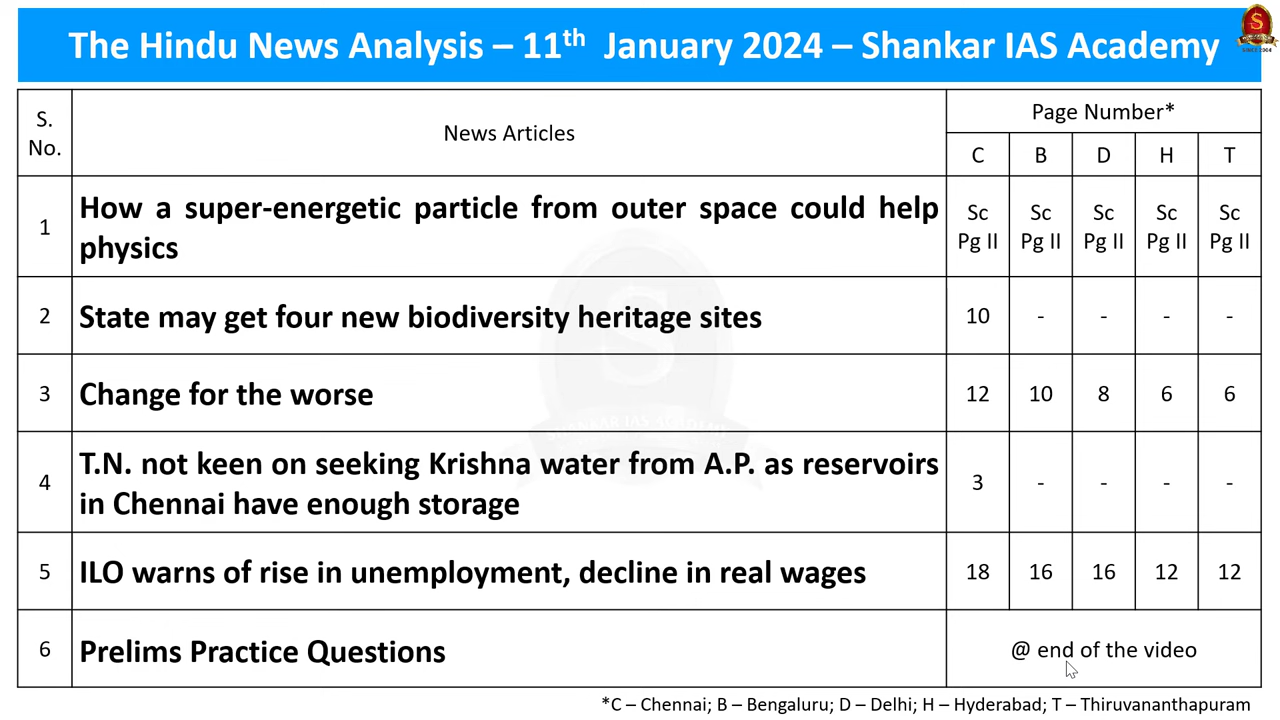 The Hindu News Analysis – 11th January 2024 – Shankar IAS Academy
S
SINCE 2004
S. No.
News Articles
Page Number*
C B D H T
1
How a super-energetic particle from outer space could help
physics
Sc Sc Sc Sc Sc
Pg II Pg II Pg II Pg II Pg II
2 State may get four new biodiversity heritage sites 10 - - - -
3 Change for the worse 12 10 8 6 6
4
T.N. not keen on seeking Krishna water from A.P. as reservoirs
in Chennai have enough storage
3 - - - -
5 ILO warns of rise in unemployment, decline in real wages 18 16 16 12 12
6 Prelims Practice Questions @ end of the video
S
SHANKAR IAS ACADEMY
*C – Chennai; B – Bengaluru; D – Delhi; H – Hyderabad; T – Thiruvananthapuram